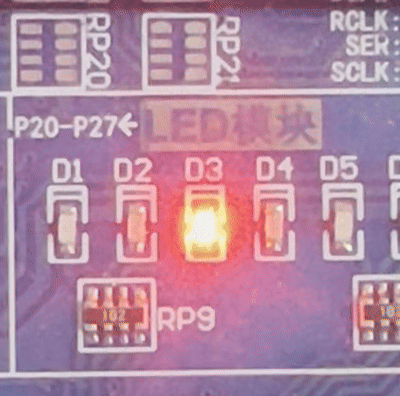 RP20
RP21
RCLK:
SER:
SCLK:
P20-P27←
LED模块
D1 D2 D3 D4 D5
102
RP9